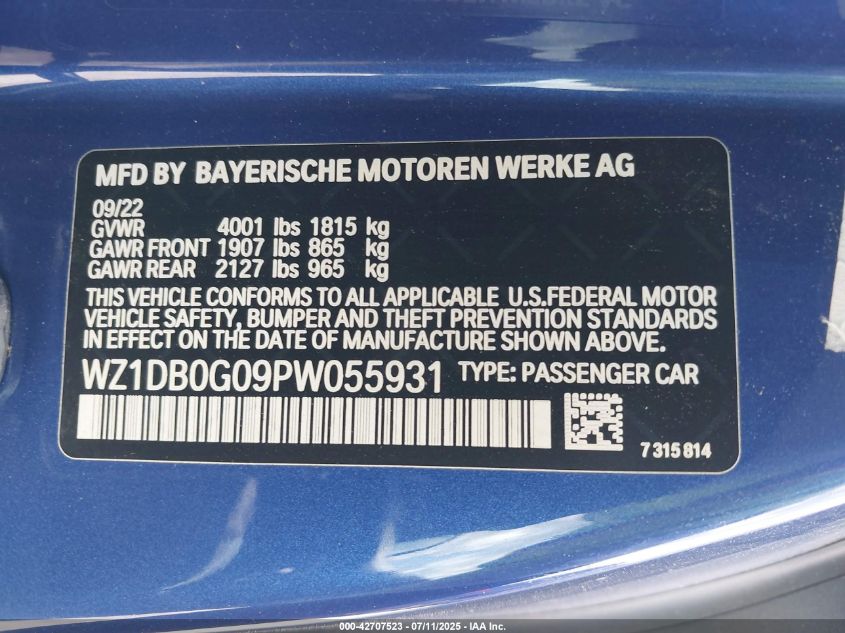 MFD BY BAYERISCHE MOTOREN WERKE AG
09/22
GVWR 4001 lbs 1815 kg
GAWR FRONT 1907 lbs 865 kg
GAWR REAR 2127 lbs 965 kg
THIS VEHICLE CONFORMS TO ALL APPLICABLE U.S.FEDERAL MOTOR
VEHICLE SAFETY, BUMPER AND THEFT PREVENTION STANDARDS
IN EFFECT ON THE DATE OF MANUFACTURE SHOWN ABOVE.
WZ1DB0G09PW055931 TYPE: PASSENGER CAR
7315814
000-42707523 - 07/11/2025 - IAA Inc.